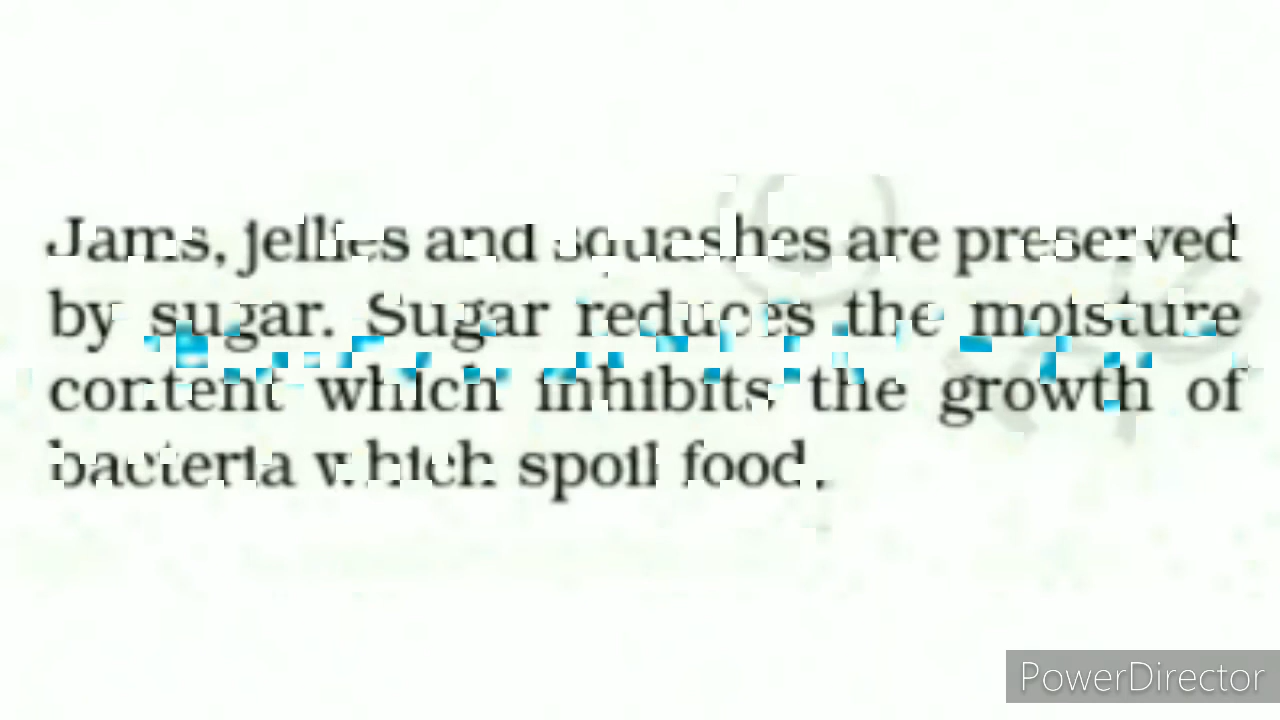 Jams, jellies and squashes are preserved
by sugar. Sugar reduces the moisture
content which inhibits the growth of
bacteria which spoil food.
PowerDirector